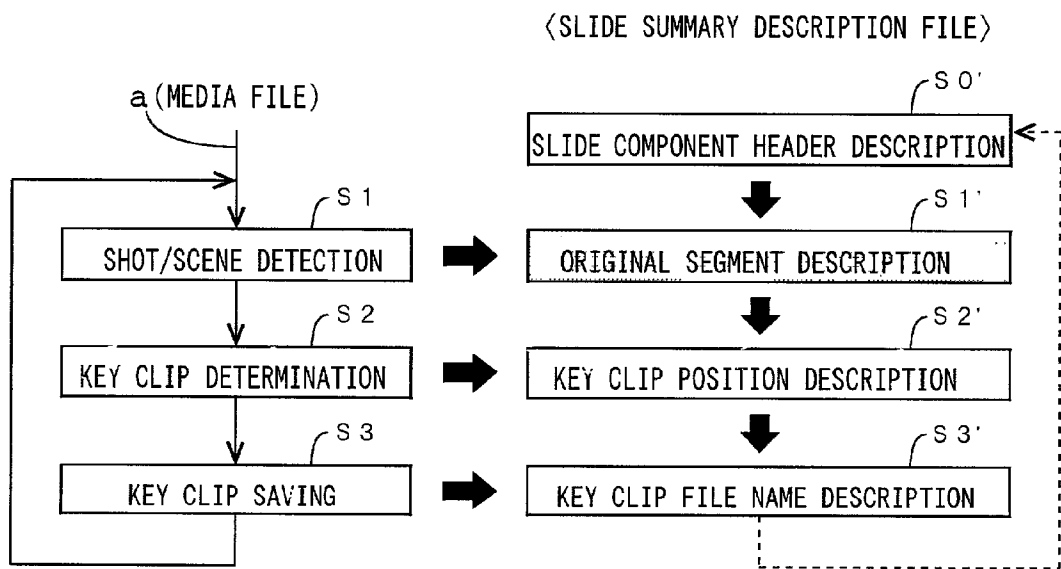 〈SLIDE SUMMARY DESCRIPTION FILE〉
a(MEDIA FILE)
S0'
SLIDE COMPONENT HEADER DESCRIPTION
S1
S1'
SHOT/SCENE DETECTION
ORIGINAL SEGMENT DESCRIPTION
S2
S2'
KEY CLIP DETERMINATION
KEY CLIP POSITION DESCRIPTION
S3
S3'
KEY CLIP SAVING
KEY CLIP FILE NAME DESCRIPTION